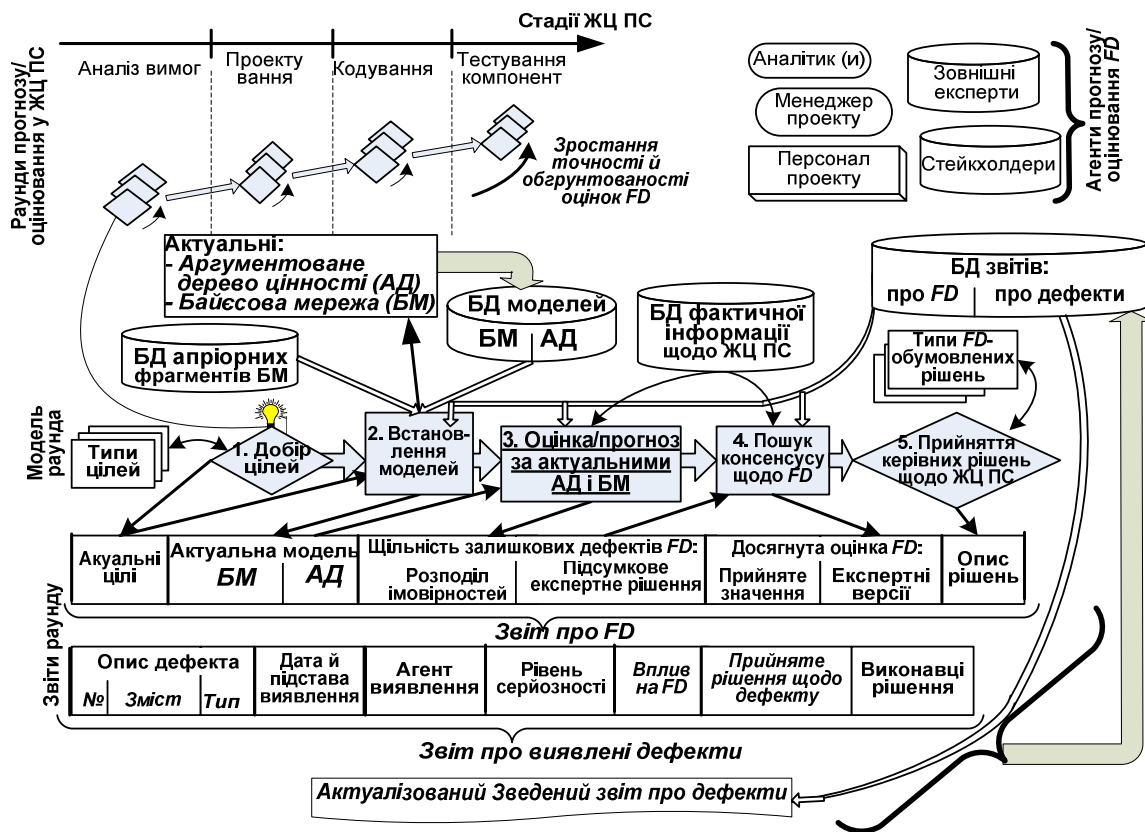 Стадії ЖЦ ПС
Раунди прогнозу/
оцінювання у ЖЦ ПС
Аналіз вимог
Проекту
вання
Кодування
Тестування
компонент
Зростання
точності й
обґрунтованості
оцінок FD
Аналітик (и)
Менеджер
проекту
Персонал
проекту
Зовнішні
експерти
Стейкхолдери
Агенти прогнозу/
оцінювання FD
Актуальні:
- Аргументоване
дерево цінності (АД)
- Байєсова мережа (БМ)
БД моделей
БМ АД
БД фактичної
інформації
щодо ЖЦ ПС
БД звітів:
про FD про дефекти
БД апріорних
фрагментів БМ
Типи FD-
обумовлених
рішень
Модель
раунда
Типи
цілей
1. Добір
цілей
2. Встанов-
лення
моделей
3. Оцінка/прогноз
за актуальними
АД і БМ
4. Пошук
консенсусу
щодо FD
5. Прийняття
керівних рішень
щодо ЖЦ ПС
Звіти раунду
Акуальні
цілі
Актуальна модель
БМ АД
Щільність залишкових дефектів FD:
Розподіл
імовірностей
Підсумкове
експертне рішення
Досягнута оцінка FD:
Прийняте
значення
Експертні
версії
Опис
рішень
Звіт про FD
Опис дефекта
№ Зміст Тип
Дата й
підстава
виявлення
Агент
виявлення
Рівень
серйозності
Вплив
на FD
Прийняте
рішення щодо
дефекту
Виконавці
рішення
Звіт про виявлені дефекти
Актуалізований Зведений звіт про дефекти